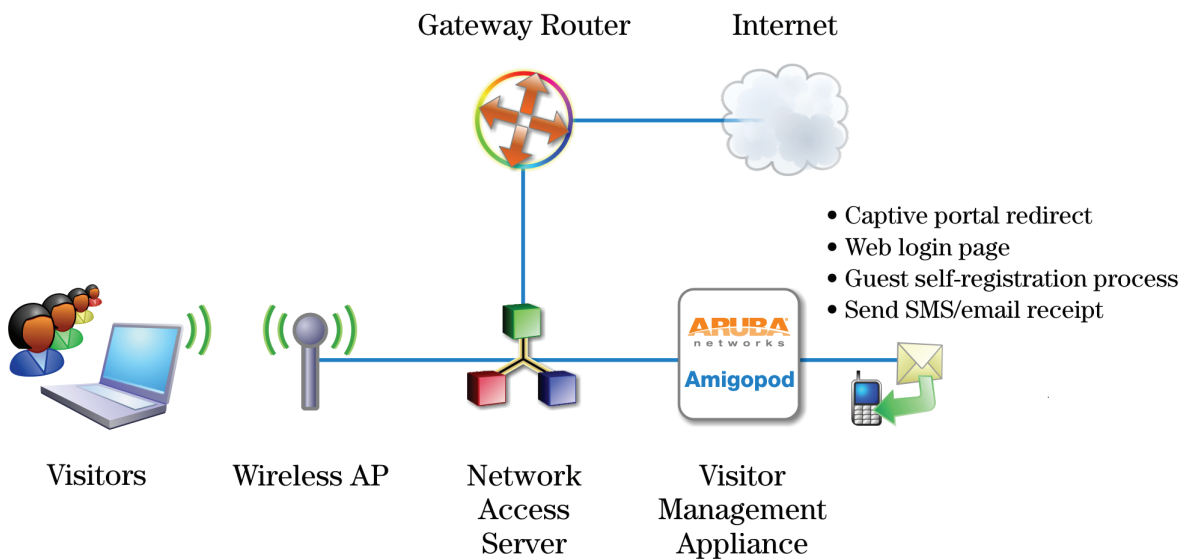 Gateway Router
Internet
• Captive portal redirect
• Web login page
• Guest self-registration process
• Send SMS/email receipt
ARUBA
networks
Amigopod
Visitors
Wireless AP
Network
Access
Server
Visitor
Management
Appliance